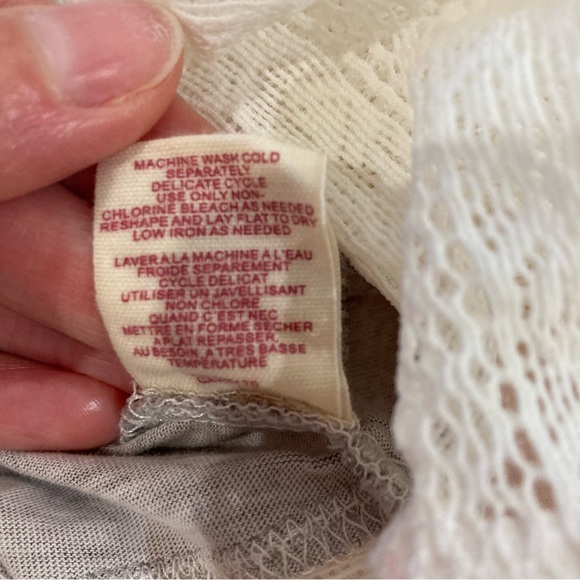 MACHINE WASH COLD
SEPARATELY
DELICATE CYCLE
USE ONLY NON-
CHLORINE BLEACH AS NEEDED
RESHAPE AND LAY FLAT TO DRY
LOW IRON AS NEEDED
LAVER A LA MACHINE A L'EAU
FROIDE SEPAREMENT
CYCLE DELICAT
UTILISER UN JAVELLISANT
NON CHLORE
QUAND C'EST NEC
METTRE EN FORME SECHER
A PLAT REPASSER,
AU BESOIN, A TRES BASSE
TEMPÉRATURE